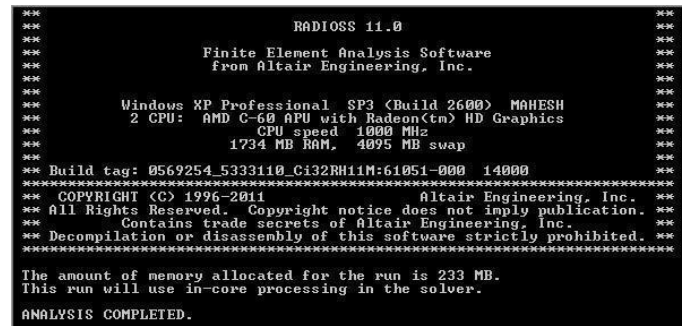 **                                                                        **
**                             RADIOSS 11.0                               **
**                                                                        **
**                   Finite Element Analysis Software                     **
**                    from Altair Engineering, Inc.                       **
**                                                                        **
**                                                                        **
**         Windows XP Professional  SP3 (Build 2600)  MAHESH              **
**          2 CPU:  AMD C-60 APU with Radeon(tm) HD Graphics              **
**                         CPU speed  1000 MHz                            **
**                      1734 MB RAM,  4095 MB swap                        **
**                                                                        **
** Build tag: 0569254_5333110_Ci32RH11M:61051-000  14000                  **
****************************************************************************
**  COPYRIGHT (C) 1996-2011                 Altair Engineering, Inc.  **
** All Rights Reserved.  Copyright notice does not imply publication. **
**         Contains trade secrets of Altair Engineering, Inc.         **
** Decompilation or disassembly of this software strictly prohibited. **
****************************************************************************
The amount of memory allocated for the run is 233 MB.
This run will use in-core processing in the solver.
ANALYSIS COMPLETED.